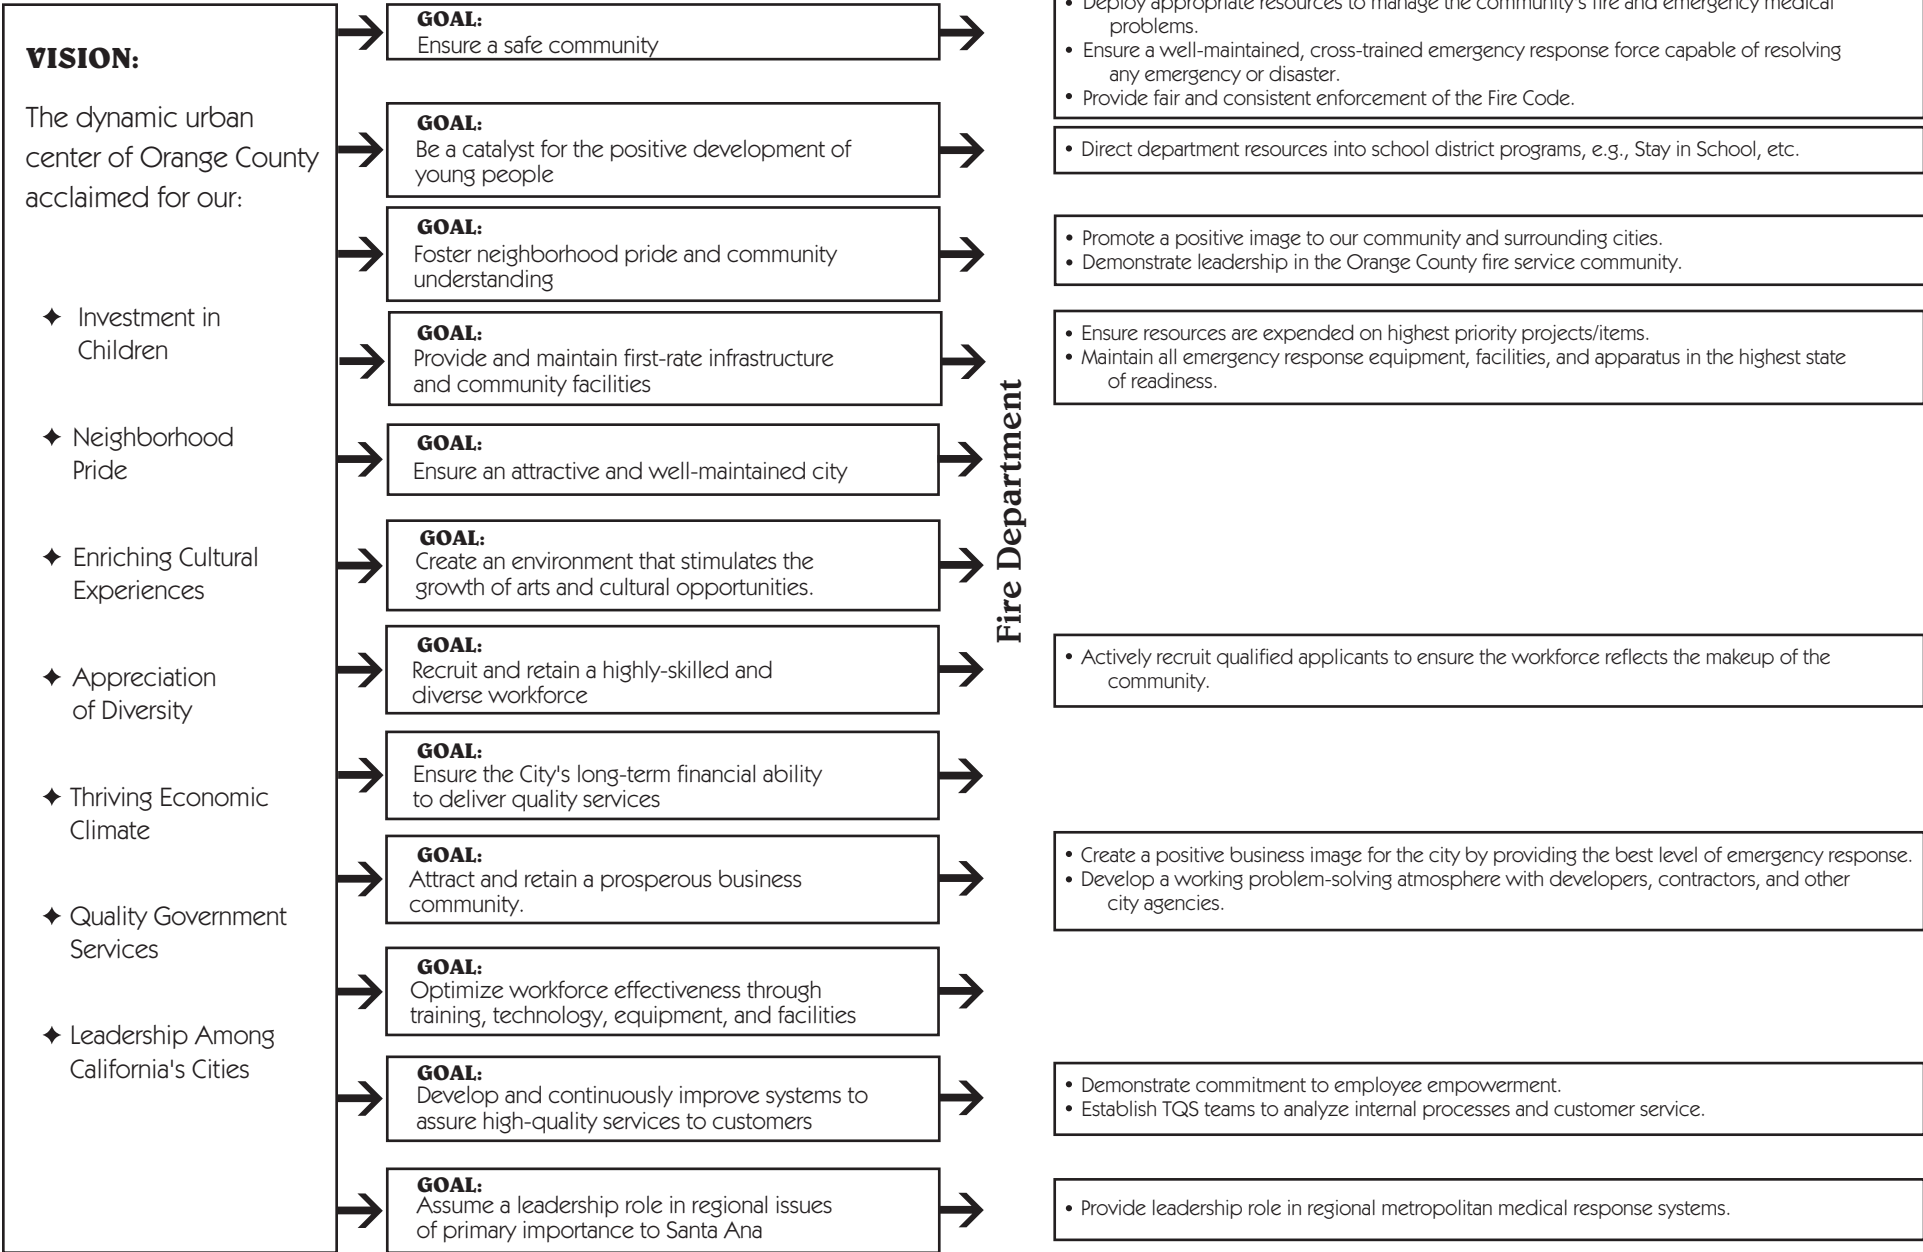 VISION:
The dynamic urban
center of Orange County
acclaimed for our:
✦ Investment in
Children
✦ Neighborhood
Pride
✦ Enriching Cultural
Experiences
✦ Appreciation
of Diversity
✦ Thriving Economic
Climate
✦ Quality Government
Services
✦ Leadership Among
California's Cities
GOAL:
Ensure a safe community
GOAL:
Be a catalyst for the positive development of
young people
GOAL:
Foster neighborhood pride and community
understanding
GOAL:
Provide and maintain first-rate infrastructure
and community facilities
GOAL:
Ensure an attractive and well-maintained city
GOAL:
Create an environment that stimulates the
growth of arts and cultural opportunities.
GOAL:
Recruit and retain a highly-skilled and
diverse workforce
GOAL:
Ensure the City's long-term financial ability
to deliver quality services
GOAL:
Attract and retain a prosperous business
community.
GOAL:
Optimize workforce effectiveness through
training, technology, equipment, and facilities
GOAL:
Develop and continuously improve systems to
assure high-quality services to customers
GOAL:
Assume a leadership role in regional issues
of primary importance to Santa Ana
Fire Department
• Deploy appropriate resources to manage the community's fire and emergency medical
problems.
• Ensure a well-maintained, cross-trained emergency response force capable of resolving
any emergency or disaster.
• Provide fair and consistent enforcement of the Fire Code.
• Direct department resources into school district programs, e.g., Stay in School, etc.
• Promote a positive image to our community and surrounding cities.
• Demonstrate leadership in the Orange County fire service community.
• Ensure resources are expended on highest priority projects/items.
• Maintain all emergency response equipment, facilities, and apparatus in the highest state
of readiness.
• Actively recruit qualified applicants to ensure the workforce reflects the makeup of the
community.
• Create a positive business image for the city by providing the best level of emergency response.
• Develop a working problem-solving atmosphere with developers, contractors, and other
city agencies.
• Demonstrate commitment to employee empowerment.
• Establish TQS teams to analyze internal processes and customer service.
• Provide leadership role in regional metropolitan medical response systems.